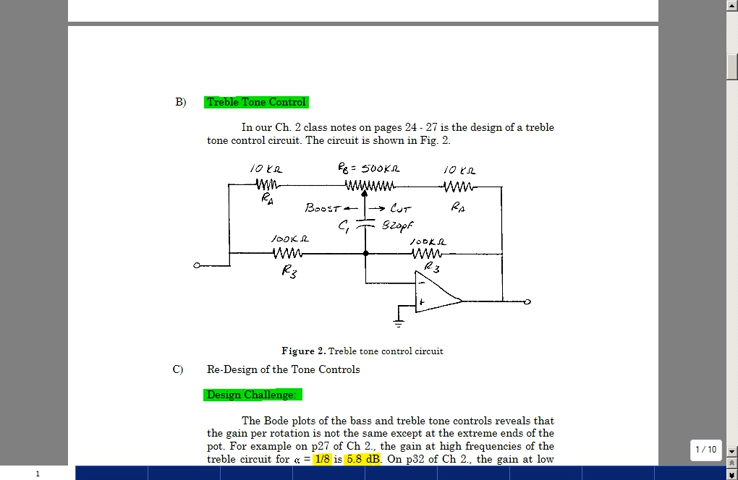 B) Treble Tone Control
In our Ch. 2 class notes on pages 24 - 27 is the design of a treble
tone control circuit. The circuit is shown in Fig. 2.
10 KΩ RB = 500KΩ 10 KΩ
RA RA
BOOST ← → CUT
C1 820pF
100KΩ 100KΩ
R3 R3
-
+
Figure 2. Treble tone control circuit
C) Re-Design of the Tone Controls
Design Challenge:
The Bode plots of the bass and treble tone controls reveals that
the gain per rotation is not the same except at the extreme ends of the
pot. For example on p27 of Ch 2., the gain at high frequencies of the
treble circuit for α = 1/8 is 5.8 dB. On p32 of Ch 2., the gain at low
1 / 10
1